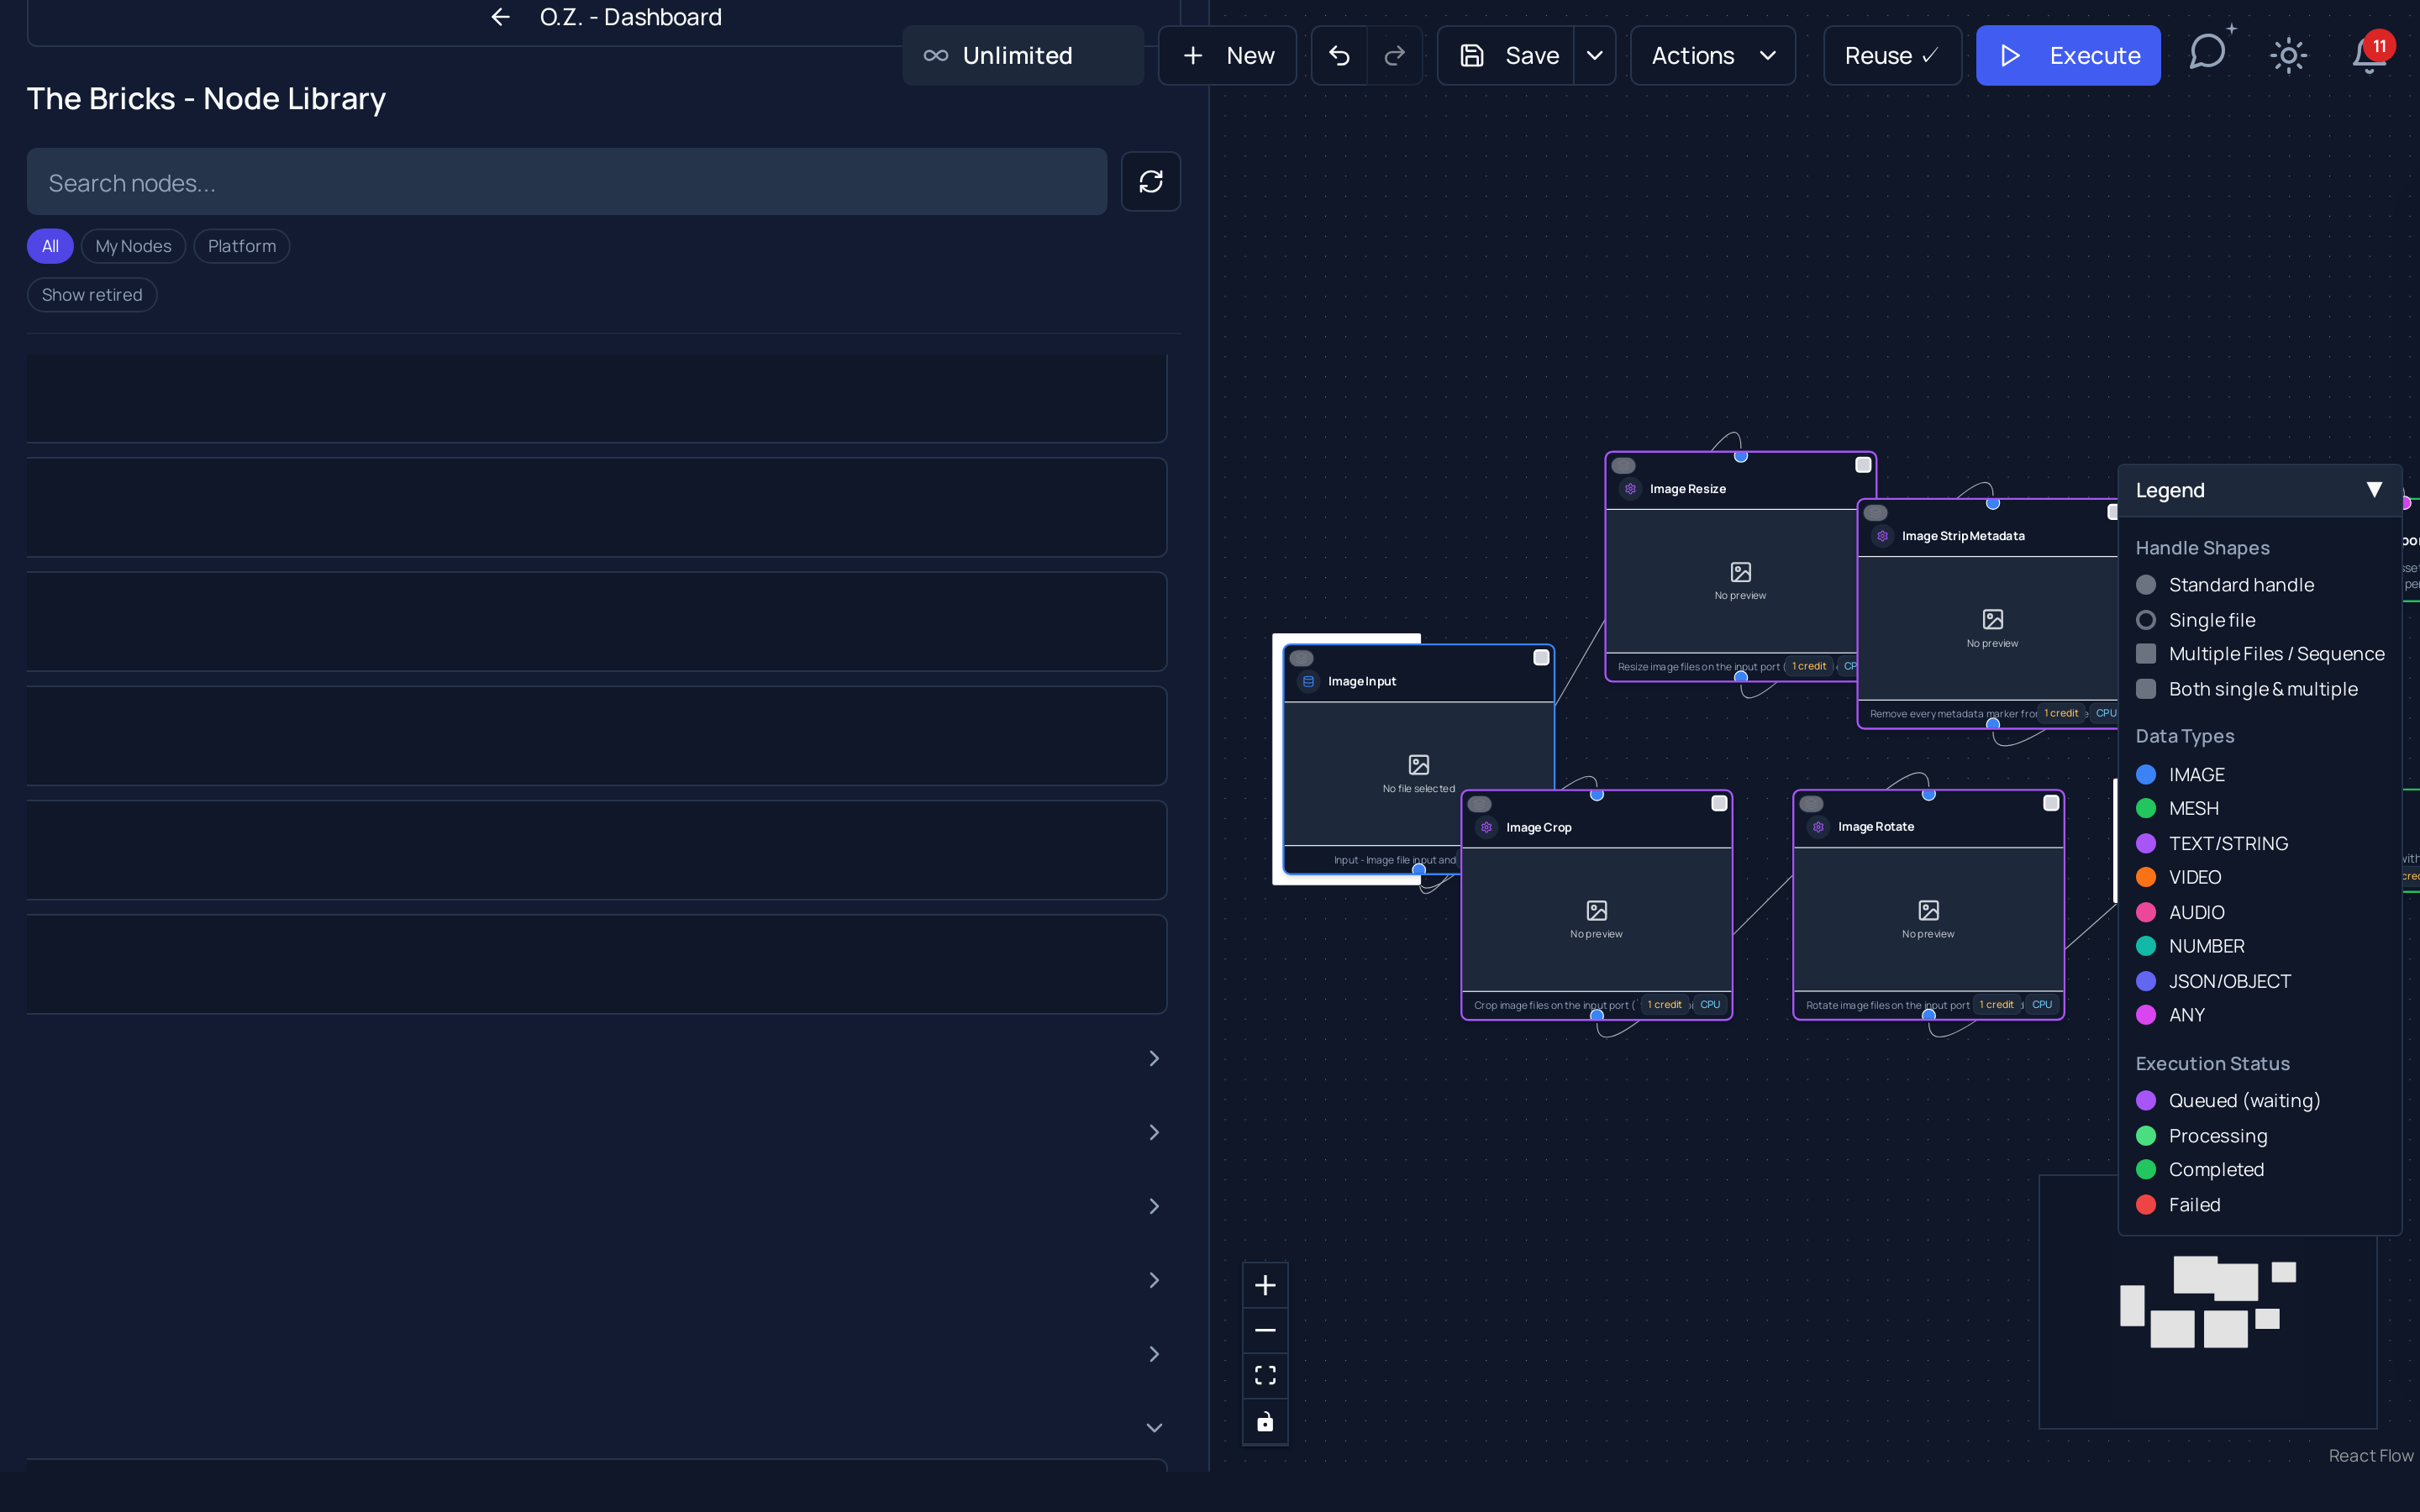 O.Z. - Dashboard
Unlimited
New
Save
Actions
Reuse ✓
Execute
11
The Bricks - Node Library
Search nodes...
All
My Nodes
Platform
Show retired
Image Resize
No preview
Resize image files on the input port (
1 credit
Image Strip Metadata
No preview
Remove every metadata marker from
1 credit
CPU
Image Input
No file selected
Input - Image file input and
Image Crop
No preview
Crop image files on the input port (
1 credit
CPU
Image Rotate
No preview
Rotate image files on the input port
1 credit
CPU
Legend
Handle Shapes
Standard handle
Single file
Multiple Files / Sequence
Both single & multiple
Data Types
IMAGE
MESH
TEXT/STRING
VIDEO
AUDIO
NUMBER
JSON/OBJECT
ANY
Execution Status
Queued (waiting)
Processing
Completed
Failed
React Flow